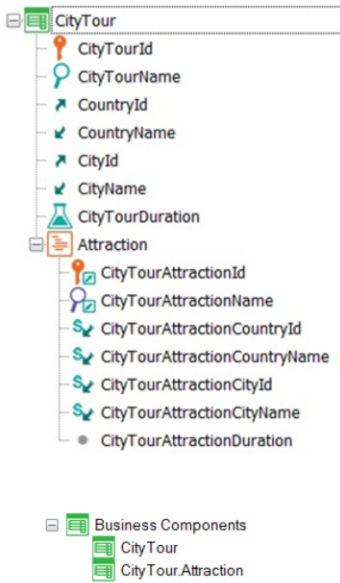 CityTour
CityTourId
CityTourName
CountryId
CountryName
CityId
CityName
CityTourDuration
Attraction
CityTourAttractionId
CityTourAttractionName
CityTourAttractionCountryId
CityTourAttractionCountryName
CityTourAttractionCityId
CityTourAttractionCityName
CityTourAttractionDuration
Business Components
CityTour
CityTour.Attraction